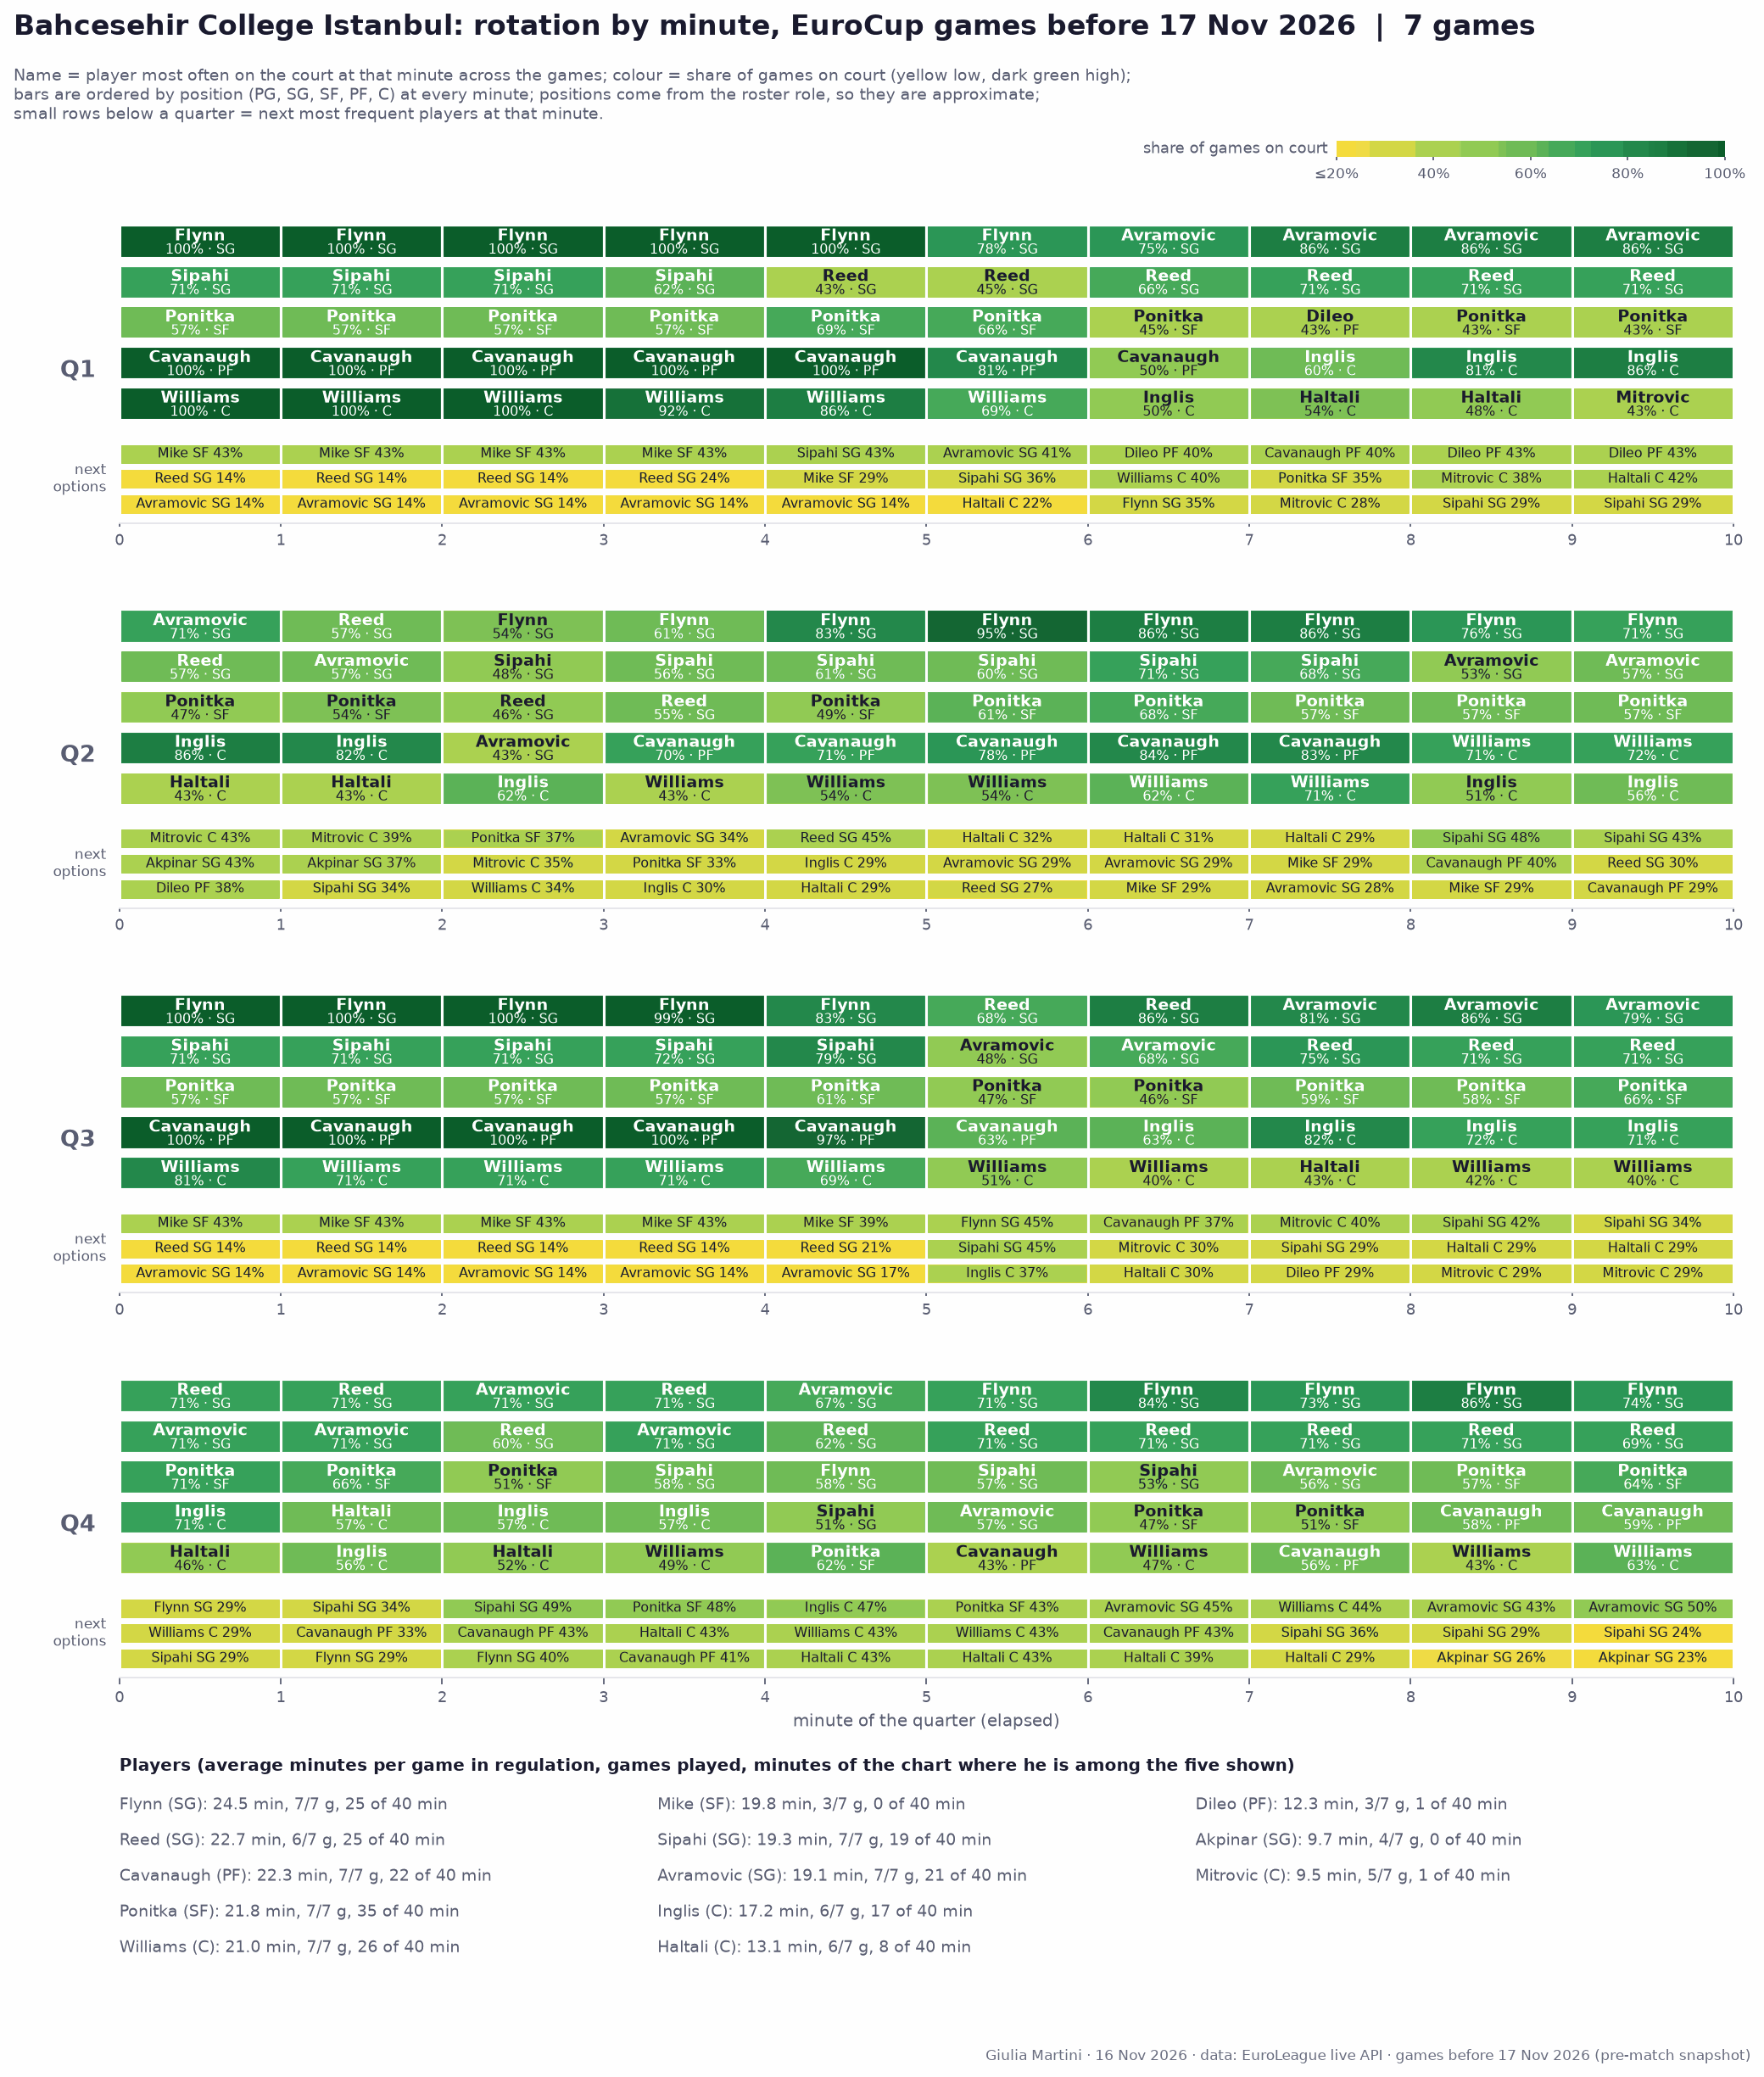 Bahcesehir College Istanbul: rotation by minute, EuroCup games before 17 Nov 2026 | 7 games
Name = player most often on the court at that minute across the games; colour = share of games on court (yellow low, dark green high);
bars are ordered by position (PG, SG, SF, PF, C) at every minute; positions come from the roster role, so they are approximate;
small rows below a quarter = next most frequent players at that minute.
share of games on court
≤20% 40% 60% 80% 100%
Flynn Flynn Flynn Flynn Flynn Flynn Avramovic Avramovic Avramovic Avramovic
100% · SG 100% · SG 100% · SG 100% · SG 100% · SG 78% · SG 75% · SG 86% · SG 86% · SG 86% · SG
Sipahi Sipahi Sipahi Sipahi Reed Reed Reed Reed Reed Reed
71% · SG 71% · SG 71% · SG 62% · SG 43% · SG 45% · SG 66% · SG 71% · SG 71% · SG 71% · SG
Ponitka Ponitka Ponitka Ponitka Ponitka Ponitka Ponitka Dileo Ponitka Ponitka
57% · SF 57% · SF 57% · SF 57% · SF 69% · SF 66% · SF 45% · SF 43% · PF 43% · SF 43% · SF
Q1
Cavanaugh Cavanaugh Cavanaugh Cavanaugh Cavanaugh Cavanaugh Cavanaugh Inglis Inglis Inglis
100% · PF 100% · PF 100% · PF 100% · PF 100% · PF 81% · PF 50% · PF 60% · C 81% · C 86% · C
Williams Williams Williams Williams Williams Williams Inglis Haltali Haltali Mitrovic
100% · C 100% · C 100% · C 92% · C 86% · C 69% · C 50% · C 54% · C 48% · C 43% · C
next
options
Mike SF 43% Mike SF 43% Mike SF 43% Mike SF 43% Sipahi SG 43% Avramovic SG 41% Dileo PF 40% Cavanaugh PF 40% Dileo PF 43% Dileo PF 43%
Reed SG 14% Reed SG 14% Reed SG 14% Reed SG 24% Mike SF 29% Sipahi SG 36% Williams C 40% Ponitka SF 35% Mitrovic C 38% Haltali C 42%
Avramovic SG 14% Avramovic SG 14% Avramovic SG 14% Avramovic SG 14% Avramovic SG 14% Haltali C 22% Flynn SG 35% Mitrovic C 28% Sipahi SG 29% Sipahi SG 29%
0 1 2 3 4 5 6 7 8 9 10
Avramovic Reed Flynn Flynn Flynn Flynn Flynn Flynn Flynn Flynn
71% · SG 57% · SG 54% · SG 61% · SG 83% · SG 95% · SG 86% · SG 86% · SG 76% · SG 71% · SG
Reed Avramovic Sipahi Sipahi Sipahi Sipahi Sipahi Sipahi Avramovic Avramovic
57% · SG 57% · SG 48% · SG 56% · SG 61% · SG 60% · SG 71% · SG 68% · SG 53% · SG 57% · SG
Ponitka Ponitka Reed Reed Ponitka Ponitka Ponitka Ponitka Ponitka Ponitka
47% · SF 54% · SF 46% · SG 55% · SG 49% · SF 61% · SF 68% · SF 57% · SF 57% · SF 57% · SF
Q2
Inglis Inglis Avramovic Cavanaugh Cavanaugh Cavanaugh Cavanaugh Cavanaugh Williams Williams
86% · C 82% · C 43% · SG 70% · PF 71% · PF 78% · PF 84% · PF 83% · PF 71% · C 72% · C
Haltali Haltali Inglis Williams Williams Williams Williams Williams Inglis Inglis
43% · C 43% · C 62% · C 43% · C 54% · C 54% · C 62% · C 71% · C 51% · C 56% · C
next
options
Mitrovic C 43% Mitrovic C 39% Ponitka SF 37% Avramovic SG 34% Reed SG 45% Haltali C 32% Haltali C 31% Haltali C 29% Sipahi SG 48% Sipahi SG 43%
Akpinar SG 43% Akpinar SG 37% Mitrovic C 35% Ponitka SF 33% Inglis C 29% Avramovic SG 29% Avramovic SG 29% Mike SF 29% Cavanaugh PF 40% Reed SG 30%
Dileo PF 38% Sipahi SG 34% Williams C 34% Inglis C 30% Haltali C 29% Reed SG 27% Mike SF 29% Avramovic SG 28% Mike SF 29% Cavanaugh PF 29%
0 1 2 3 4 5 6 7 8 9 10
Flynn Flynn Flynn Flynn Flynn Reed Reed Avramovic Avramovic Avramovic
100% · SG 100% · SG 100% · SG 99% · SG 83% · SG 68% · SG 86% · SG 81% · SG 86% · SG 79% · SG
Sipahi Sipahi Sipahi Sipahi Sipahi Avramovic Avramovic Reed Reed Reed
71% · SG 71% · SG 71% · SG 72% · SG 79% · SG 48% · SG 68% · SG 75% · SG 71% · SG 71% · SG
Ponitka Ponitka Ponitka Ponitka Ponitka Ponitka Ponitka Ponitka Ponitka Ponitka
57% · SF 57% · SF 57% · SF 57% · SF 61% · SF 47% · SF 46% · SF 59% · SF 58% · SF 66% · SF
Q3
Cavanaugh Cavanaugh Cavanaugh Cavanaugh Cavanaugh Cavanaugh Inglis Inglis Inglis Inglis
100% · PF 100% · PF 100% · PF 100% · PF 97% · PF 63% · PF 63% · C 82% · C 72% · C 71% · C
Williams Williams Williams Williams Williams Williams Williams Haltali Williams Williams
81% · C 71% · C 71% · C 71% · C 69% · C 51% · C 40% · C 43% · C 42% · C 40% · C
next
options
Mike SF 43% Mike SF 43% Mike SF 43% Mike SF 43% Mike SF 39% Flynn SG 45% Cavanaugh PF 37% Mitrovic C 40% Sipahi SG 42% Sipahi SG 34%
Reed SG 14% Reed SG 14% Reed SG 14% Reed SG 14% Reed SG 21% Sipahi SG 45% Mitrovic C 30% Sipahi SG 29% Haltali C 29% Haltali C 29%
Avramovic SG 14% Avramovic SG 14% Avramovic SG 14% Avramovic SG 14% Avramovic SG 17% Inglis C 37% Haltali C 30% Dileo PF 29% Mitrovic C 29% Mitrovic C 29%
0 1 2 3 4 5 6 7 8 9 10
Reed Reed Avramovic Reed Avramovic Flynn Flynn Flynn Flynn Flynn
71% · SG 71% · SG 71% · SG 71% · SG 67% · SG 71% · SG 84% · SG 73% · SG 86% · SG 74% · SG
Avramovic Avramovic Reed Avramovic Reed Reed Reed Reed Reed Reed
71% · SG 71% · SG 60% · SG 71% · SG 62% · SG 71% · SG 71% · SG 71% · SG 71% · SG 69% · SG
Ponitka Ponitka Ponitka Sipahi Flynn Sipahi Sipahi Avramovic Ponitka Ponitka
71% · SF 66% · SF 51% · SF 58% · SG 58% · SG 57% · SG 53% · SG 56% · SG 57% · SF 64% · SF
Q4
Inglis Haltali Inglis Inglis Sipahi Avramovic Ponitka Ponitka Cavanaugh Cavanaugh
71% · C 57% · C 57% · C 57% · C 51% · SG 57% · SG 47% · SF 51% · SF 58% · PF 59% · PF
Haltali Inglis Haltali Williams Ponitka Cavanaugh Williams Cavanaugh Williams Williams
46% · C 56% · C 52% · C 49% · C 62% · SF 43% · PF 47% · C 56% · PF 43% · C 63% · C
next
options
Flynn SG 29% Sipahi SG 34% Sipahi SG 49% Ponitka SF 48% Inglis C 47% Ponitka SF 43% Avramovic SG 45% Williams C 44% Avramovic SG 43% Avramovic SG 50%
Williams C 29% Cavanaugh PF 33% Cavanaugh PF 43% Haltali C 43% Williams C 43% Williams C 43% Cavanaugh PF 43% Sipahi SG 36% Sipahi SG 29% Sipahi SG 24%
Sipahi SG 29% Flynn SG 29% Flynn SG 40% Cavanaugh PF 41% Haltali C 43% Haltali C 43% Haltali C 39% Haltali C 29% Akpinar SG 26% Akpinar SG 23%
0 1 2 3 4 5 6 7 8 9 10
minute of the quarter (elapsed)
Players (average minutes per game in regulation, games played, minutes of the chart where he is among the five shown)
Flynn (SG): 24.5 min, 7/7 g, 25 of 40 min
Reed (SG): 22.7 min, 6/7 g, 25 of 40 min
Cavanaugh (PF): 22.3 min, 7/7 g, 22 of 40 min
Ponitka (SF): 21.8 min, 7/7 g, 35 of 40 min
Williams (C): 21.0 min, 7/7 g, 26 of 40 min
Mike (SF): 19.8 min, 3/7 g, 0 of 40 min
Sipahi (SG): 19.3 min, 7/7 g, 19 of 40 min
Avramovic (SG): 19.1 min, 7/7 g, 21 of 40 min
Inglis (C): 17.2 min, 6/7 g, 17 of 40 min
Haltali (C): 13.1 min, 6/7 g, 8 of 40 min
Dileo (PF): 12.3 min, 3/7 g, 1 of 40 min
Akpinar (SG): 9.7 min, 4/7 g, 0 of 40 min
Mitrovic (C): 9.5 min, 5/7 g, 1 of 40 min
Giulia Martini · 16 Nov 2026 · data: EuroLeague live API · games before 17 Nov 2026 (pre-match snapshot)